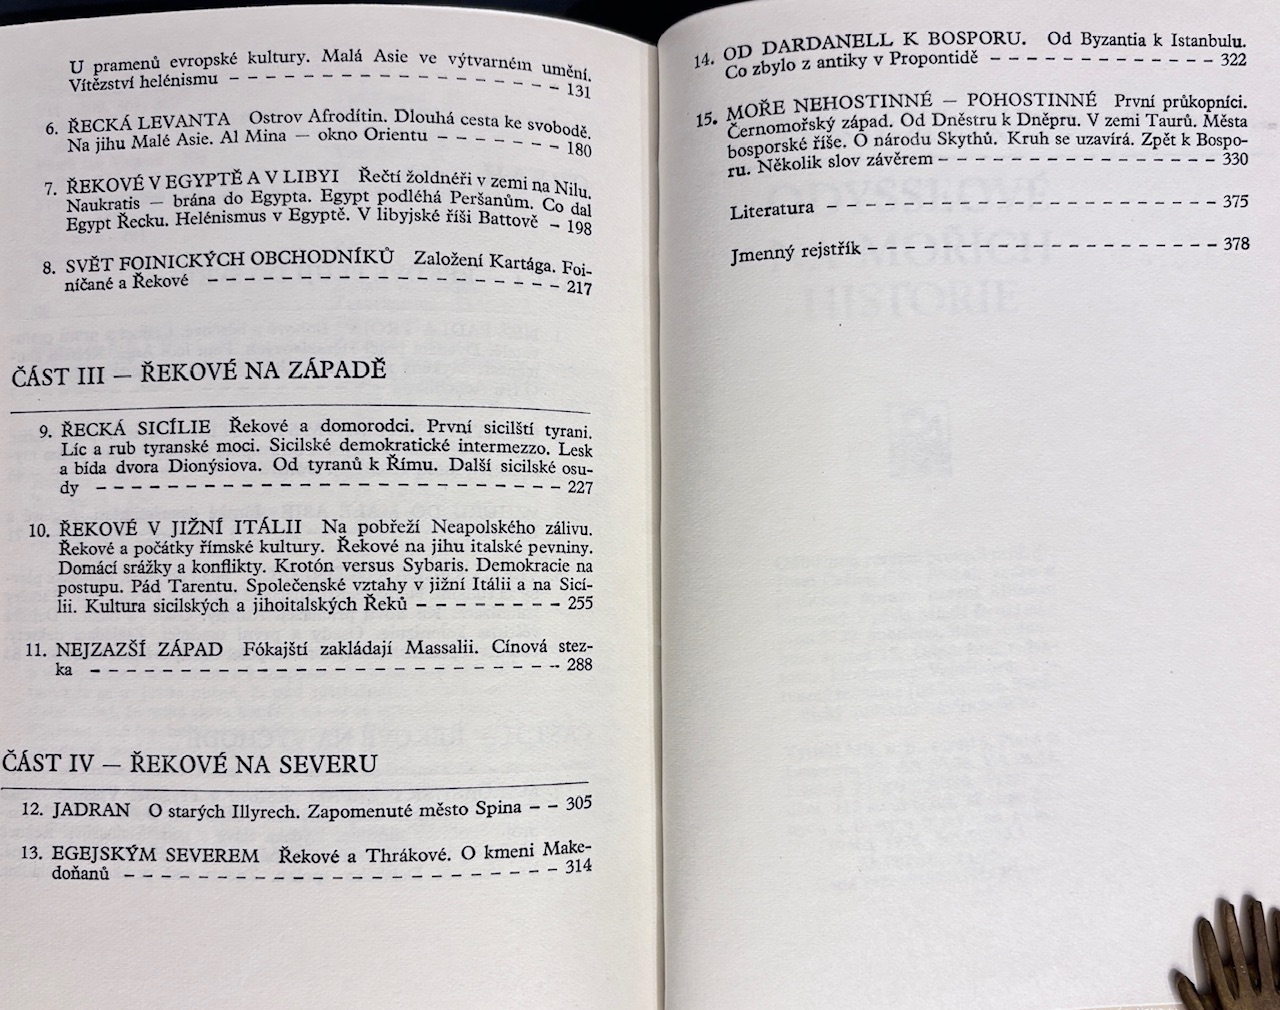 U pramenů evropské kultury. Malá Asie ve výtvarném umění.
Vítězství helénismu – – – – – – – – – – – – – – – 131
6. ŘECKÁ LEVANTA Ostrov Afrodítin. Dlouhá cesta ke svobodě.
Na jihu Malé Asie. Al Mina — okno Orientu – – – – – – – 180
7. ŘEKOVÉ V EGYPTĚ A V LIBYI Řečtí žoldnéři v zemi na Nilu.
Naukratis — brána do Egypta. Egypt podléhá Peršanům. Co dal
Egypt Řecku. Helénismus v Egyptě. V libyjské říši Battově – 198
8. SVĚT FOINICKÝCH OBCHODNÍKŮ Založení Kartága. Foi-
ničané a Řekové – – – – – – – – – – – – – – – – 217
ČÁST III — ŘEKOVÉ NA ZÁPADĚ
9. ŘECKÁ SICÍLIE Řekové a domorodci. První sicilští tyrani.
Líc a rub tyranské moci. Sicilské demokratické intermezzo. Lesk
a bída dvora Dionýsiova. Od tyranů k Římu. Další sicilské osu-
dy – – – – – – – – – – – – – – – – – – – – 227
10. ŘEKOVÉ V JIŽNÍ ITÁLII Na pobřeží Neapolského zálivu.
Řekové a počátky římské kultury. Řekové na jihu italské pevniny.
Domácí srážky a konflikty. Krotón versus Sybaris. Demokracie na
postupu. Pád Tarentu. Společenské vztahy v jižní Itálii a na Sicí-
lii. Kultura sicilských a jihoitalských Řeků – – – – – – – – 255
11. NEJZAZŠÍ ZÁPAD Fókajští zakládají Massalii. Cínová stez-
ka – – – – – – – – – – – – – – – – – – – – 288
ČÁST IV — ŘEKOVÉ NA SEVERU
12. JADRAN O starých Illyrech. Zapomenuté město Spina – – 305
13. EGEJSKÝM SEVEREM Řekové a Thrákové. O kmeni Make-
doňanů – – – – – – – – – – – – – – – – – – – 314
14. OD DARDANELL K BOSPORU. Od Byzantia k Istanbulu.
Co zbylo z antiky v Propontidě – – – – – – – – – – – 322
15. MOŘE NEHOSTINNÉ — POHOSTINNÉ První průkopníci.
Černomořský západ. Od Dněstru k Dněpru. V zemi Taurů. Města
bosporské říše. O národu Skythů. Kruh se uzavírá. Zpět k Bospo-
ru. Několik slov závěrem – – – – – – – – – – – – – 330
Literatura – – – – – – – – – – – – – – – – – – 375
Jmenný rejstřík – – – – – – – – – – – – – – – – 378